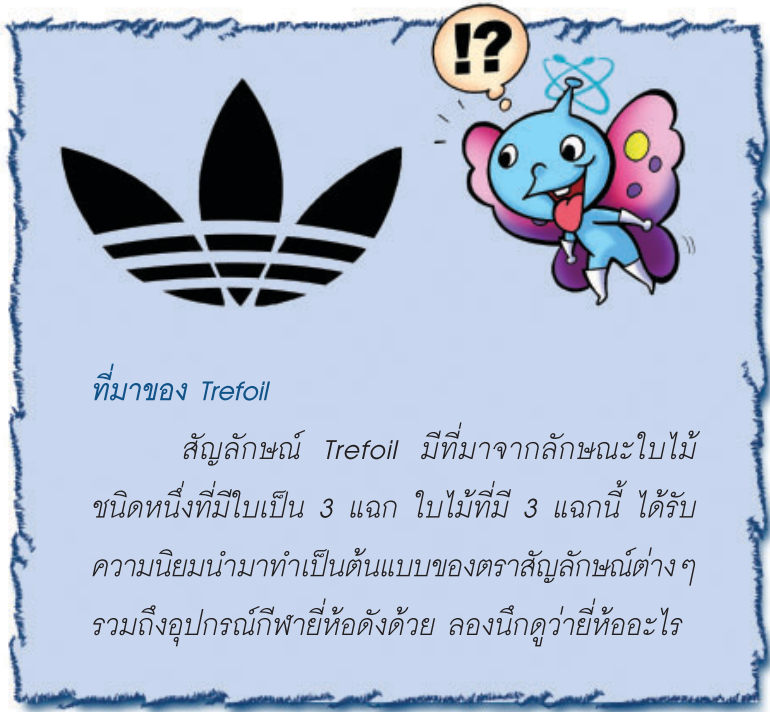 !?
ที่มาของ Trefoil
สัญลักษณ์ Trefoil มีที่มาจากลักษณะใบไม้
ชนิดหนึ่งที่มีใบเป็น 3 แฉก ใบไม้ที่มี 3 แฉกนี้ ได้รับ
ความนิยมนำมาทำเป็นต้นแบบของตราสัญลักษณ์ต่างๆ
รวมถึงอุปกรณ์กีฬายี่ห้อดังด้วย ลองนึกดูว่ายี่ห้ออะไร